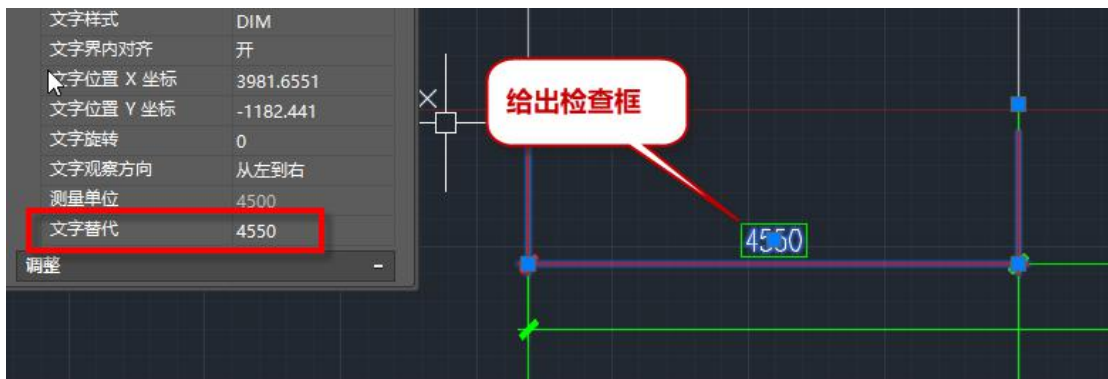 文字样式 DIM
文字界内对齐 开
文字位置 X 坐标 3981.6551
文字位置 Y 坐标 -1182.441
文字旋转 0
文字观察方向 从左到右
测量单位 4500
文字替代 4550
调整 -
给出检查框
4550